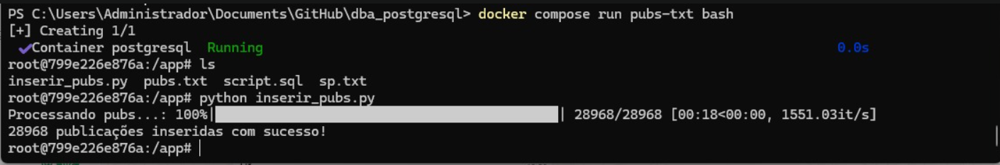 PS C:\Users\Administrador\Documents\GitHub\dba_postgresql> docker compose run pubs-txt bash
[+] Creating 1/1
✔Container postgresql Running 0.0s
root@799e226e876a:/app# ls
inserir_pubs.py pubs.txt script.sql sp.txt
root@799e226e876a:/app# python inserir_pubs.py
Processando pubs...: 100%|██████████| 28968/28968 [00:18<00:00, 1551.03it/s]
28968 publicações inseridas com sucesso!
root@799e226e876a:/app#